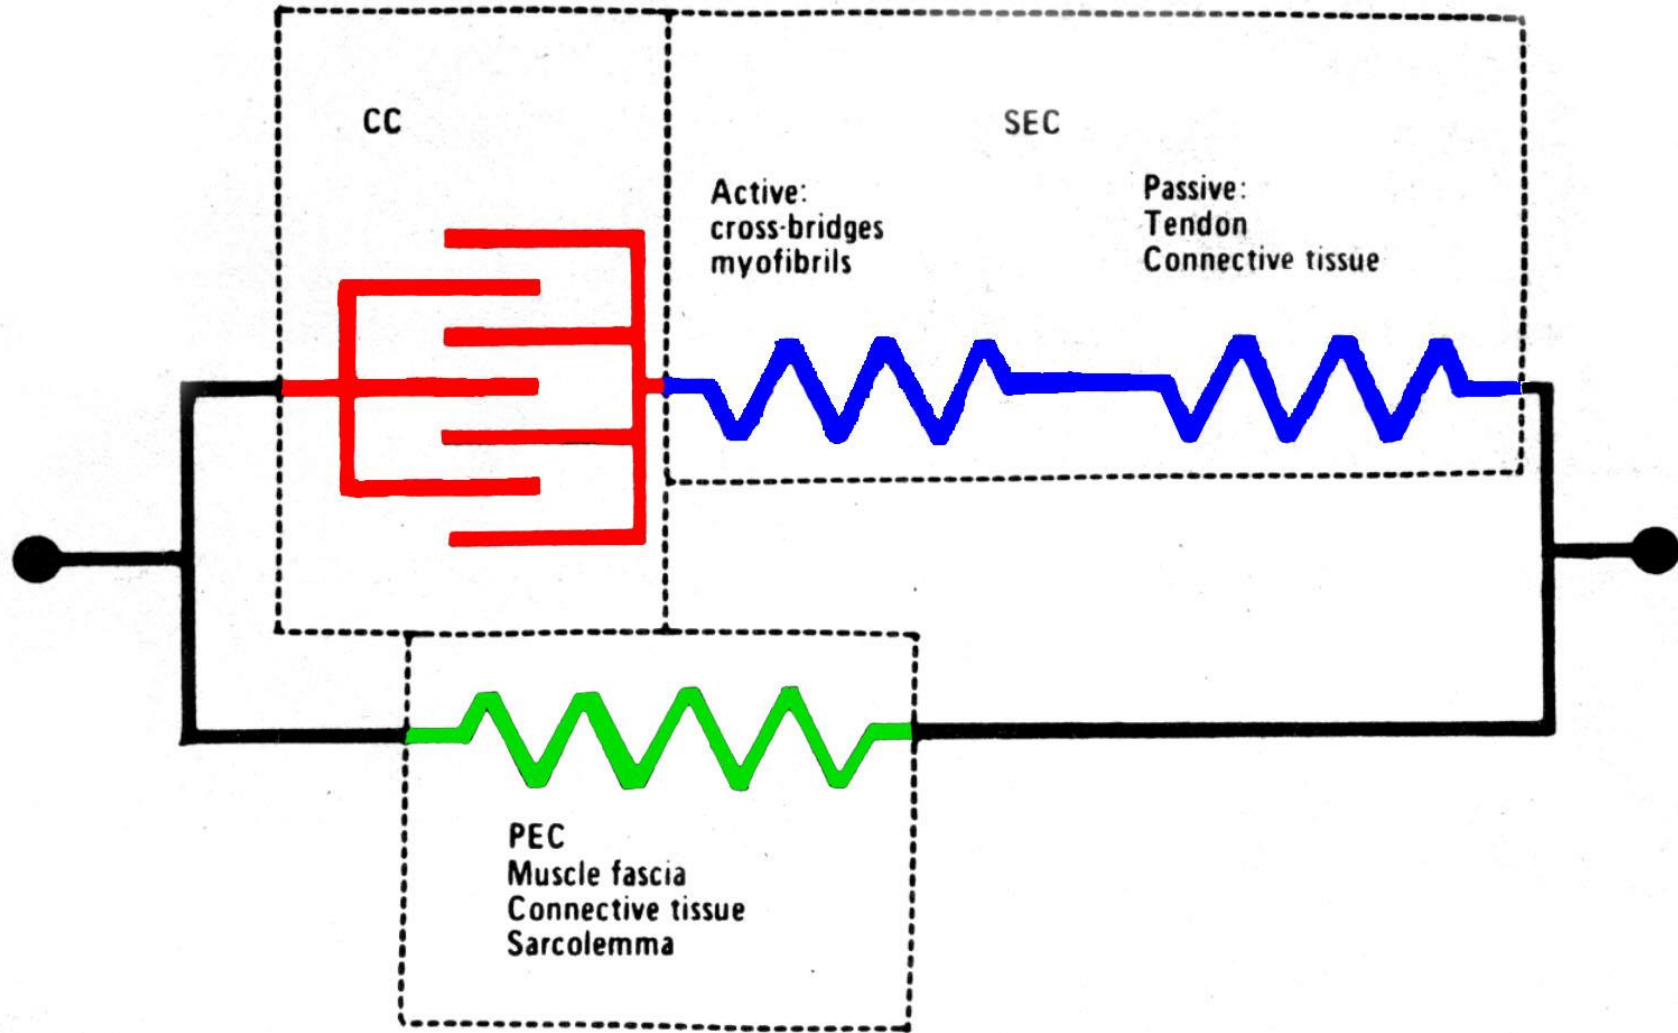 CC
SEC
Active:
cross-bridges
myofibrils
Passive:
Tendon
Connective tissue
PEC
Muscle fascia
Connective tissue
Sarcolemma